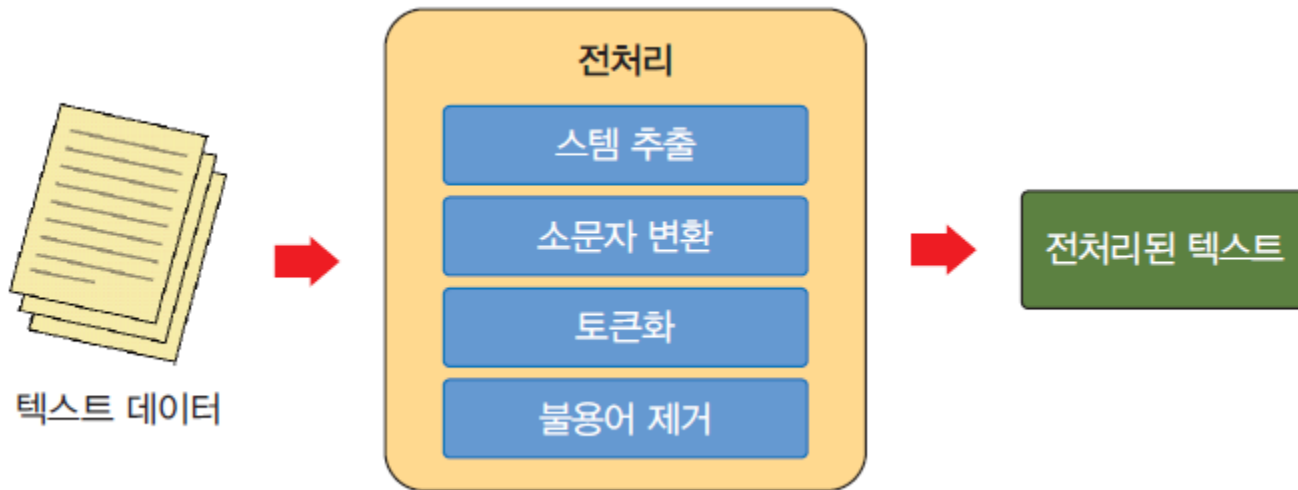 전처리
스템 추출
소문자 변환
토큰화
불용어 제거
텍스트 데이터
전처리된 텍스트